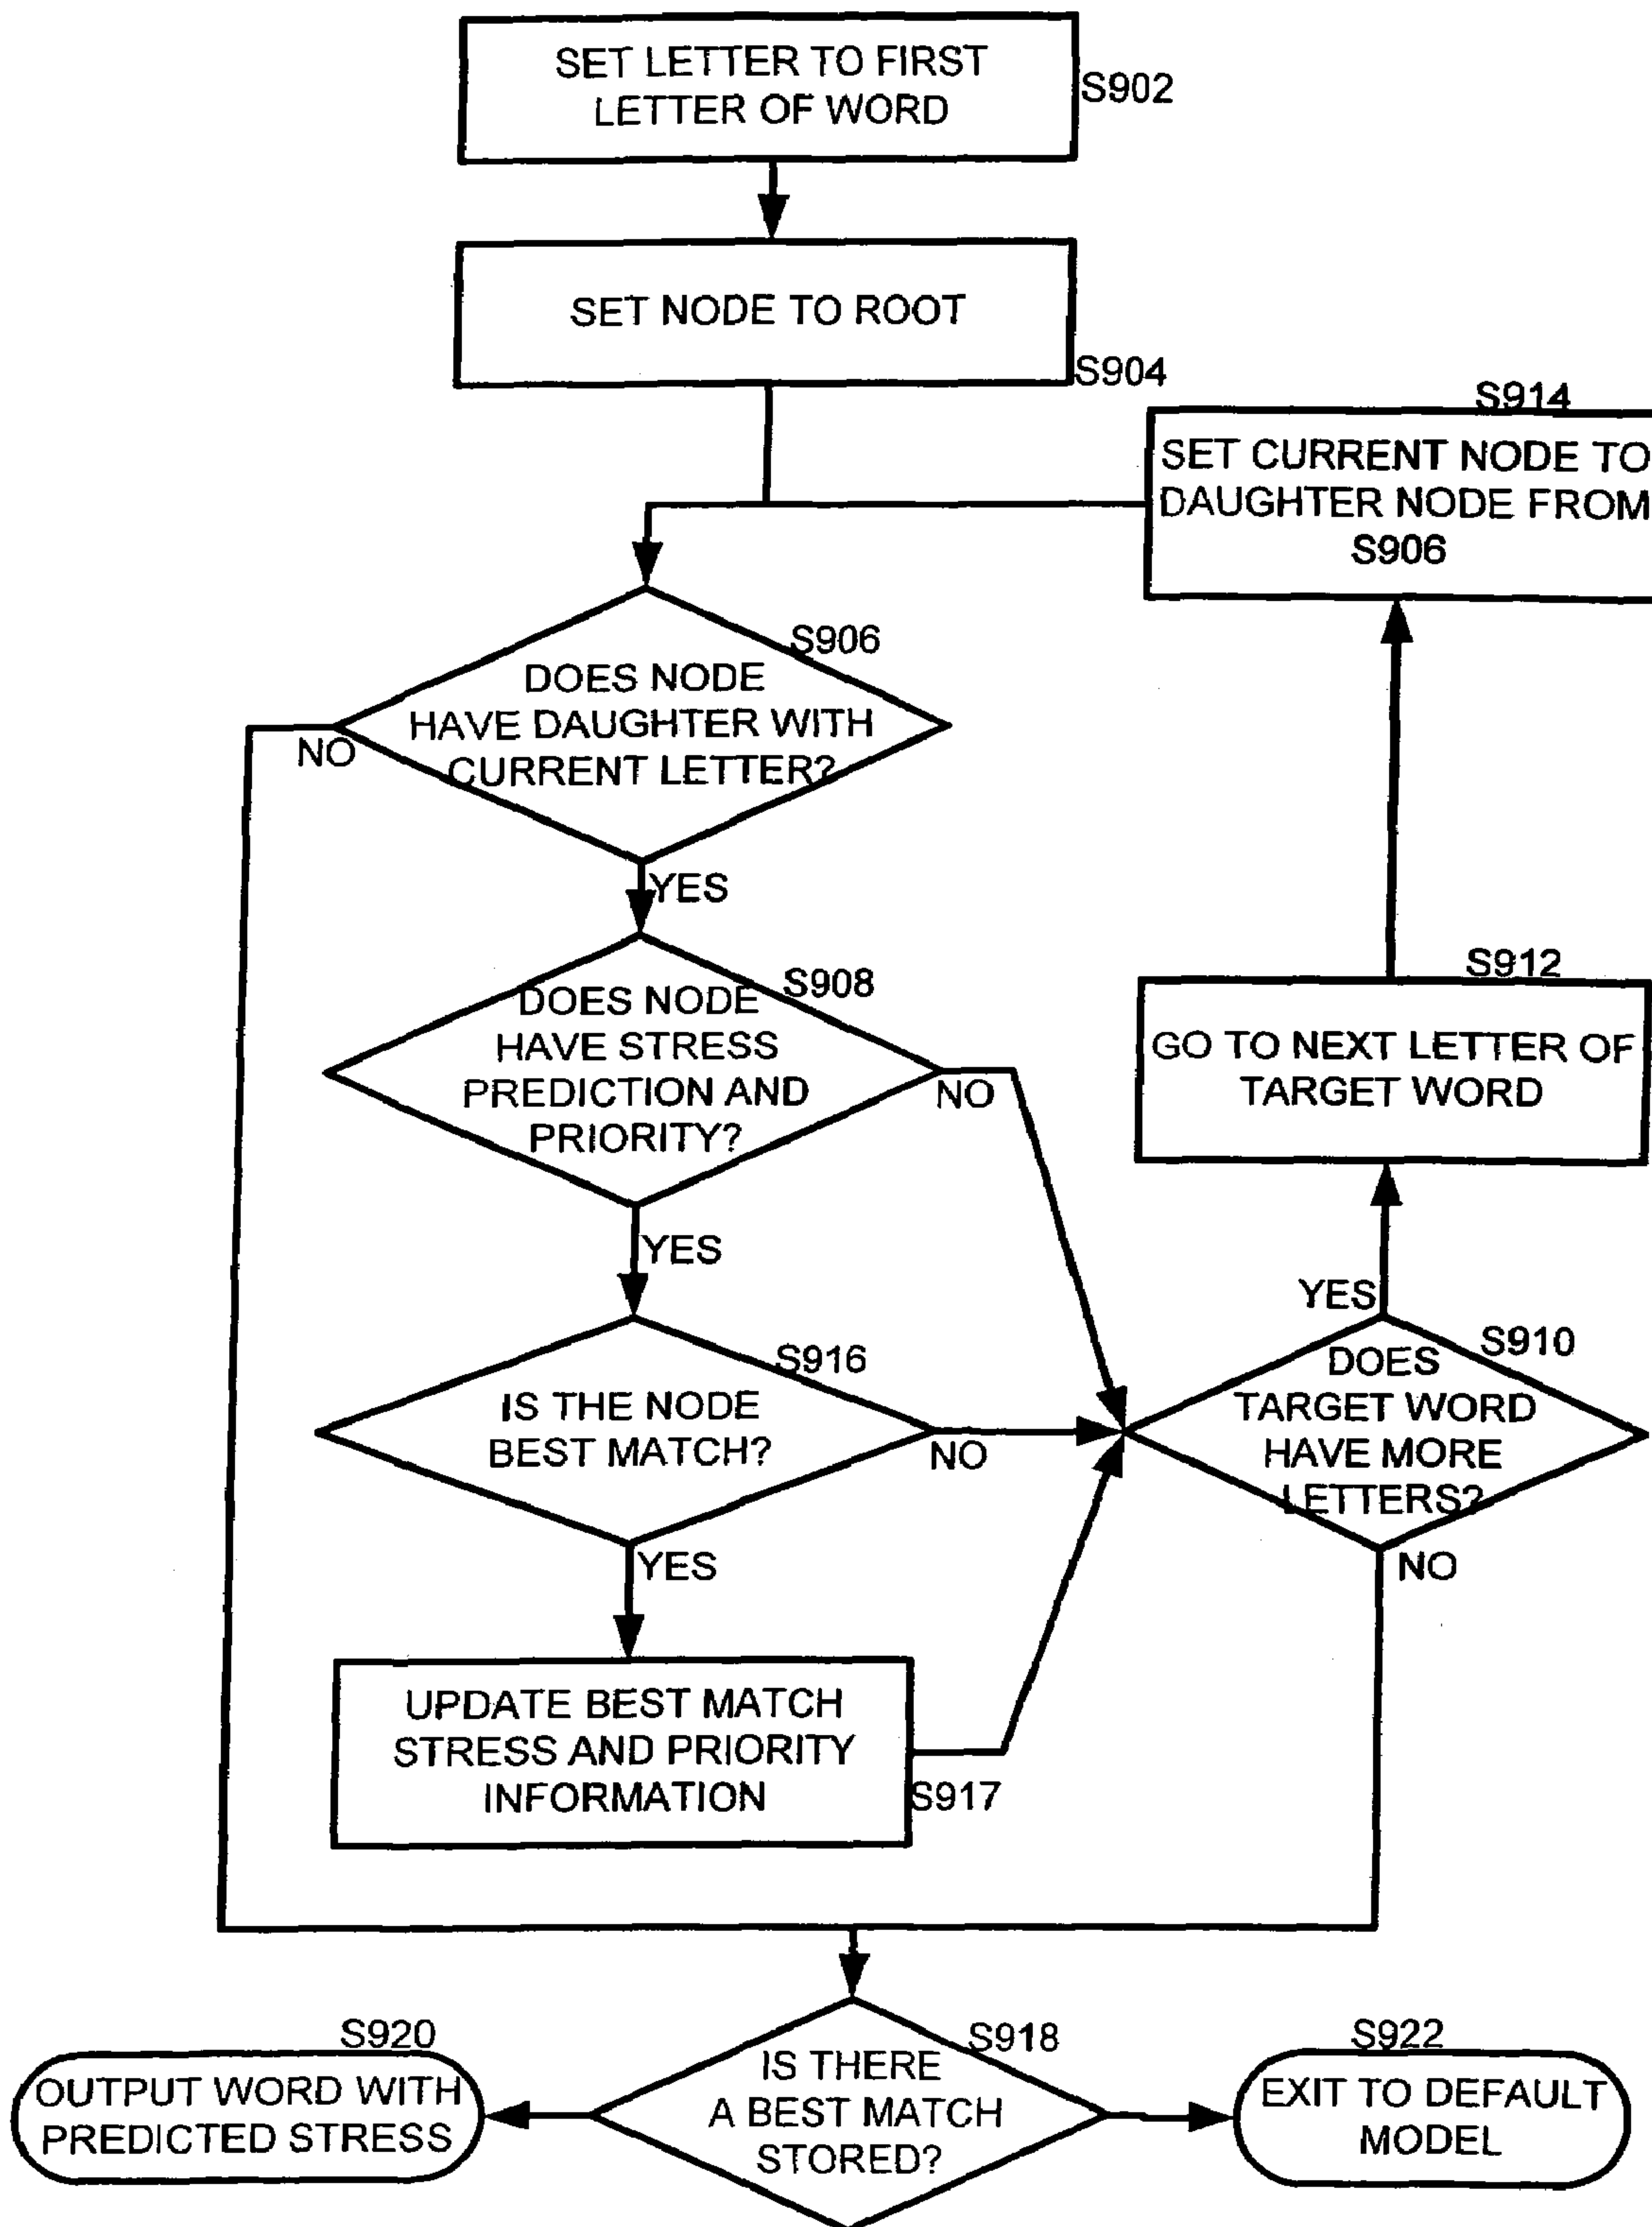 SET LETTER TO FIRST
LETTER OF WORD
S902
SET NODE TO ROOT
S904
S914
SET CURRENT NODE TO
DAUGHTER NODE FROM
S906
S906
DOES NODE
HAVE DAUGHTER WITH
CURRENT LETTER?
NO
YES
S908
DOES NODE
HAVE STRESS
PREDICTION AND
PRIORITY?
NO
YES
S912
GO TO NEXT LETTER OF
TARGET WORD
YES
S910
DOES
TARGET WORD
HAVE MORE
LETTERS?
NO
S916
IS THE NODE
BEST MATCH?
NO
YES
UPDATE BEST MATCH
STRESS AND PRIORITY
INFORMATION
S917
S918
IS THERE
A BEST MATCH
STORED?
S920
OUTPUT WORD WITH
PREDICTED STRESS
S922
EXIT TO DEFAULT
MODEL